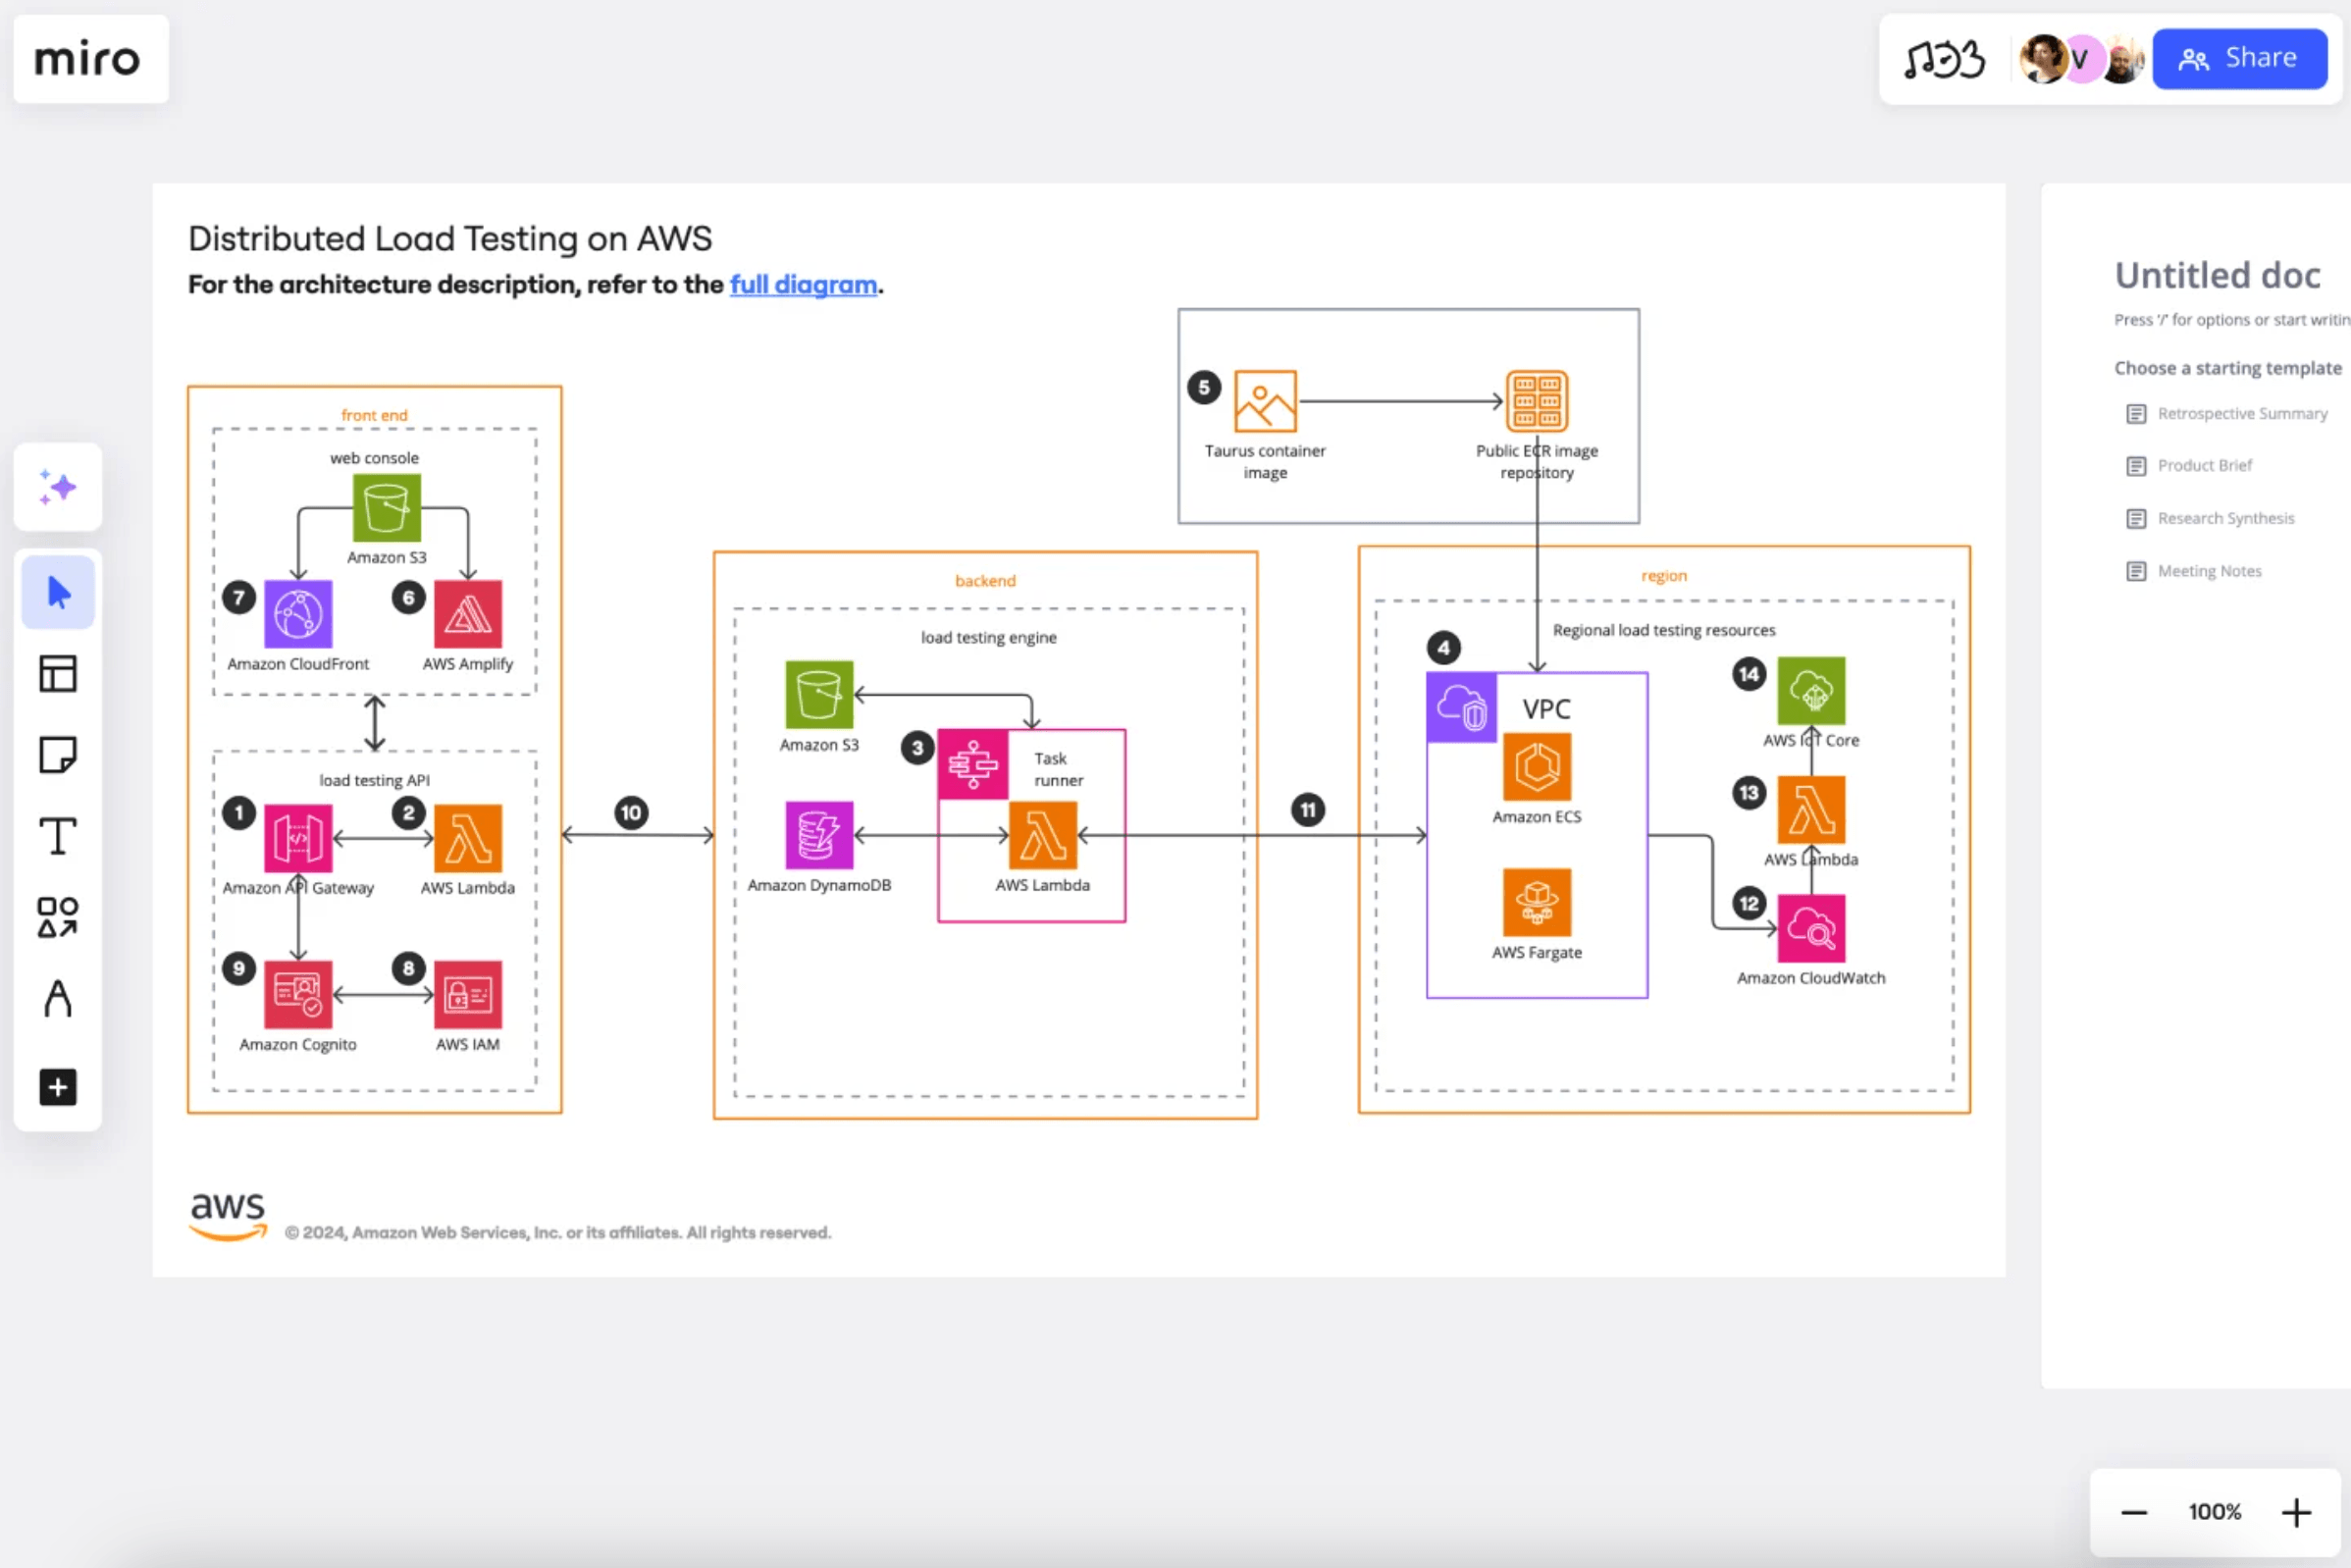 miro
V
Share
Distributed Load Testing on AWS
For the architecture description, refer to the full diagram.
front end
web console
Amazon S3
7
6
Amazon CloudFront
AWS Amplify
load testing API
1
2
Amazon API Gateway
AWS Lambda
9
8
Amazon Cognito
AWS IAM
10
backend
load testing engine
Amazon S3
3
Task
runner
Amazon DynamoDB
AWS Lambda
11
5
Taurus container
image
Public ECR image
repository
region
Regional load testing resources
4
VPC
Amazon ECS
AWS Fargate
14
AWS IoT Core
13
AWS Lambda
12
Amazon CloudWatch
aws
© 2024, Amazon Web Services, Inc. or its affiliates. All rights reserved.
Untitled doc
Press '/' for options or start writin
Choose a starting template
Retrospective Summary
Product Brief
Research Synthesis
Meeting Notes
100%